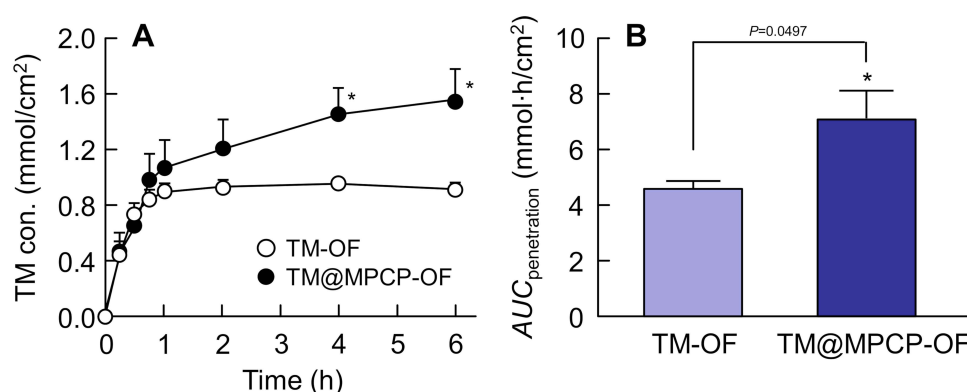 A
TM con. (mmol/cm²)
2.0
1.6
1.2
0.8
0.4
0.0
*
*
TM-OF
TM@MPCP-OF
0 1 2 3 4 5 6
Time (h)
B
AUCpenetration (mmol·h/cm²)
10
8
6
4
2
0
P=0.0497
*
TM-OF
TM@MPCP-OF